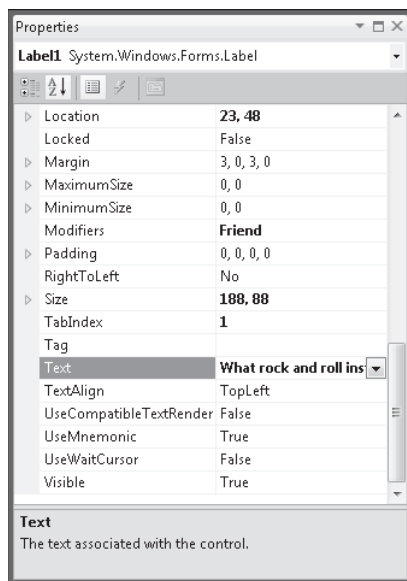 Properties
Label1 System.Windows.Forms.Label
Location 23, 48
Locked False
Margin 3, 0, 3, 0
MaximumSize 0, 0
MinimumSize 0, 0
Modifiers Friend
Padding 0, 0, 0, 0
RightToLeft No
Size 188, 88
TabIndex 1
Tag
Text What rock and roll ins
TextAlign TopLeft
UseCompatibleTextRender False
UseMnemonic True
UseWaitCursor False
Visible True
Text
The text associated with the control.